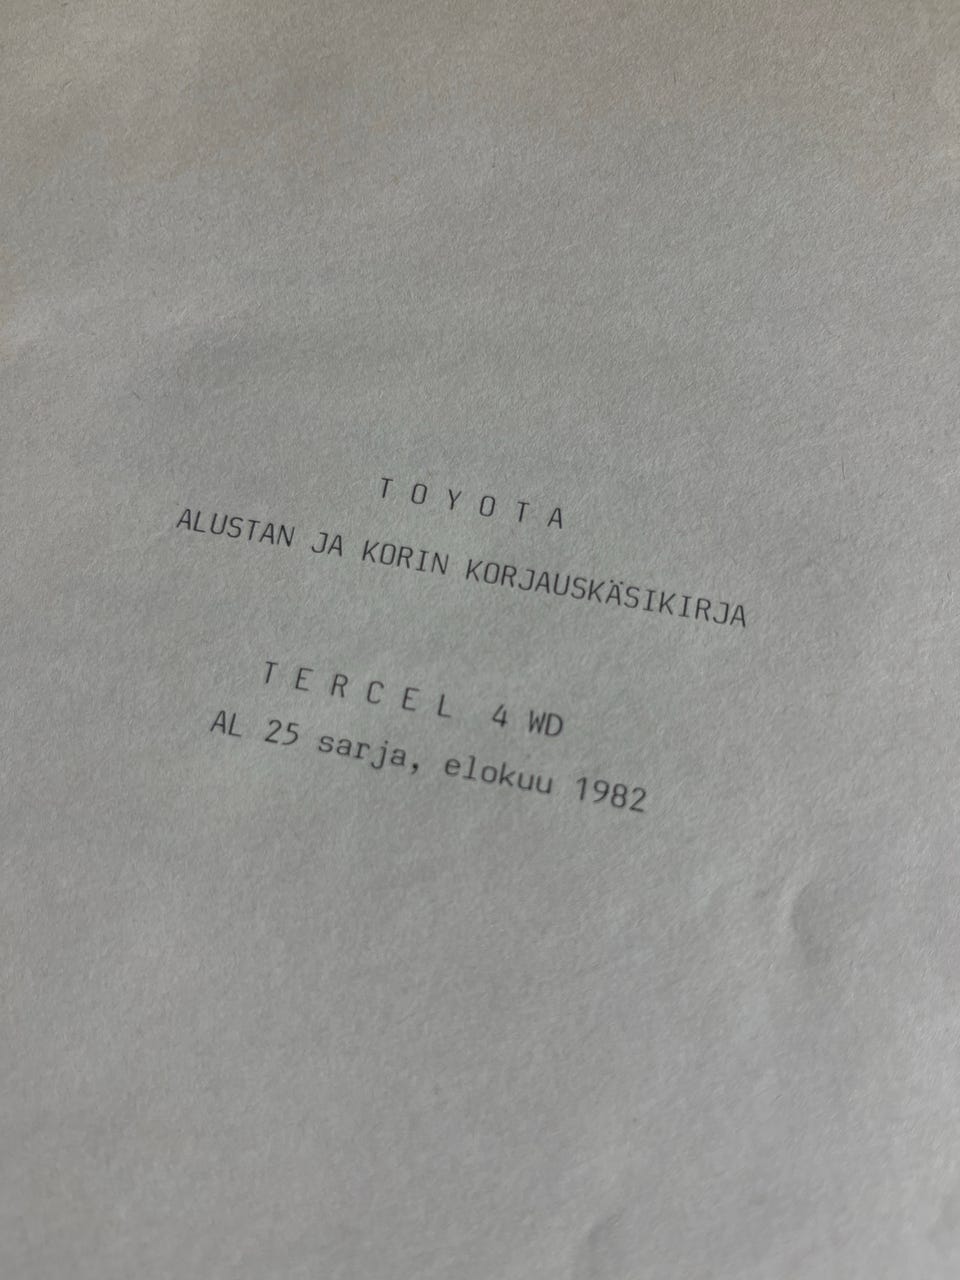 T O Y O T A
ALUSTAN JA KORIN KORJAUSKÄSIKIRJA
T E R C E L 4 WD
AL 25 sarja, elokuu 1982